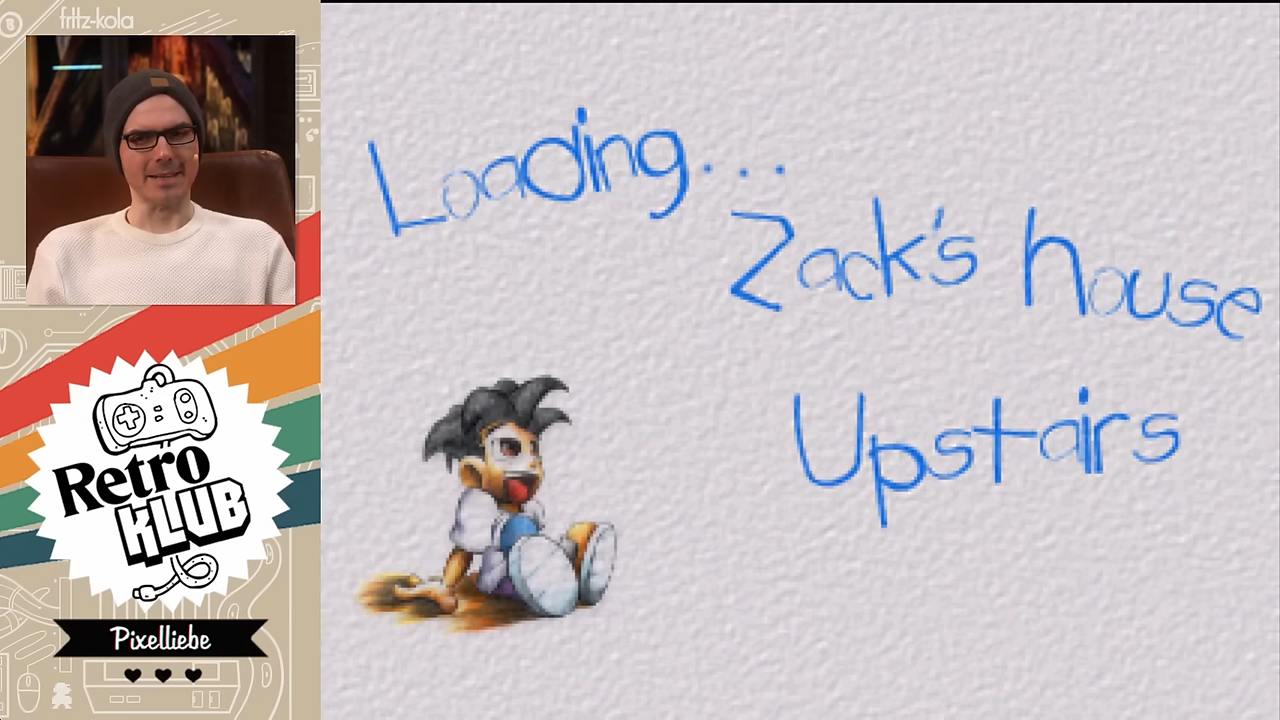 fritz-kola
Loading...
Zack's house
Upstairs
Retro
KLUB
Pixelliebe